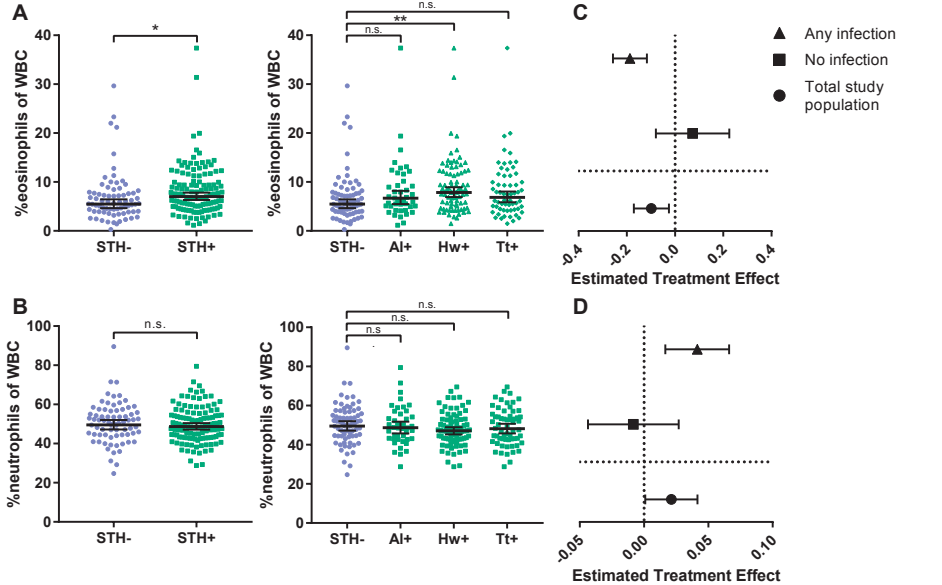 A
C
n.s.
**
n.s.
*
40
30
20
10
0
%eosinophils of WBC
STH-
STH+
40
30
20
10
0
%eosinophils of WBC
STH-
Al+
Hw+
Tt+
Any infection
No infection
Total study
population
-0.4
-0.2
0.0
0.2
0.4
Estimated Treatment Effect
B
D
n.s.
100
80
60
40
20
0
%neutrophils of WBC
STH-
STH+
n.s.
n.s.
n.s
100
80
60
40
20
0
%neutrophils of WBC
STH-
Al+
Hw+
Tt+
-0.05
0.00
0.05
0.10
Estimated Treatment Effect